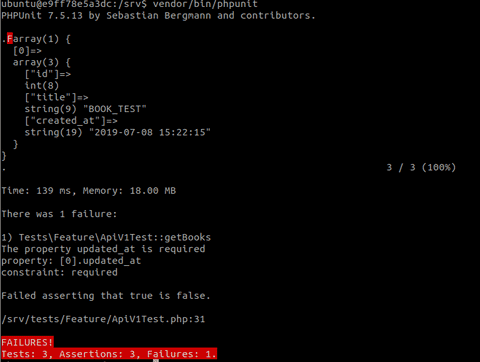 ubuntu@e9ff78e5a3dc:/srv$ vendor/bin/phpunit
PHPUnit 7.5.13 by Sebastian Bergmann and contributors.
.Farray(1) {
[0]=>
array(3) {
["id"]=>
int(8)
["title"]=>
string(9) "BOOK_TEST"
["created_at"]=>
string(19) "2019-07-08 15:22:15"
}
}
. 3 / 3 (100%)
Time: 139 ms, Memory: 18.00 MB
There was 1 failure:
1) Tests\Feature\ApiV1Test::getBooks
The property updated_at is required
property: [0].updated_at
constraint: required
Failed asserting that true is false.
/srv/tests/Feature/ApiV1Test.php:31
FAILURES!
Tests: 3, Assertions: 3, Failures: 1.